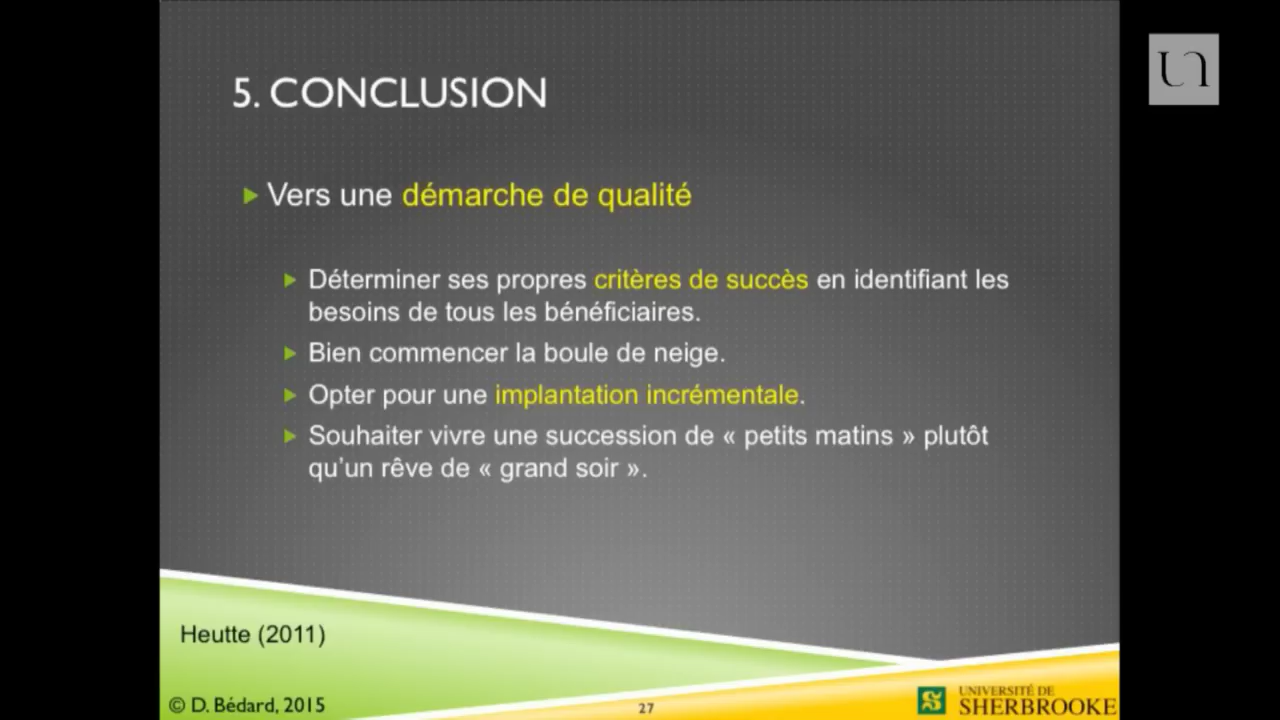 5. CONCLUSION
Vers une démarche de qualité
Déterminer ses propres critères de succès en identifiant les
besoins de tous les bénéficiaires.
Bien commencer la boule de neige.
Opter pour une implantation incrémentale.
Souhaiter vivre une succession de « petits matins » plutôt
qu'un rêve de « grand soir ».
Heutte (2011)
© D. Bédard, 2015
27
UNIVERSITÉ DE
SHERBROOKE